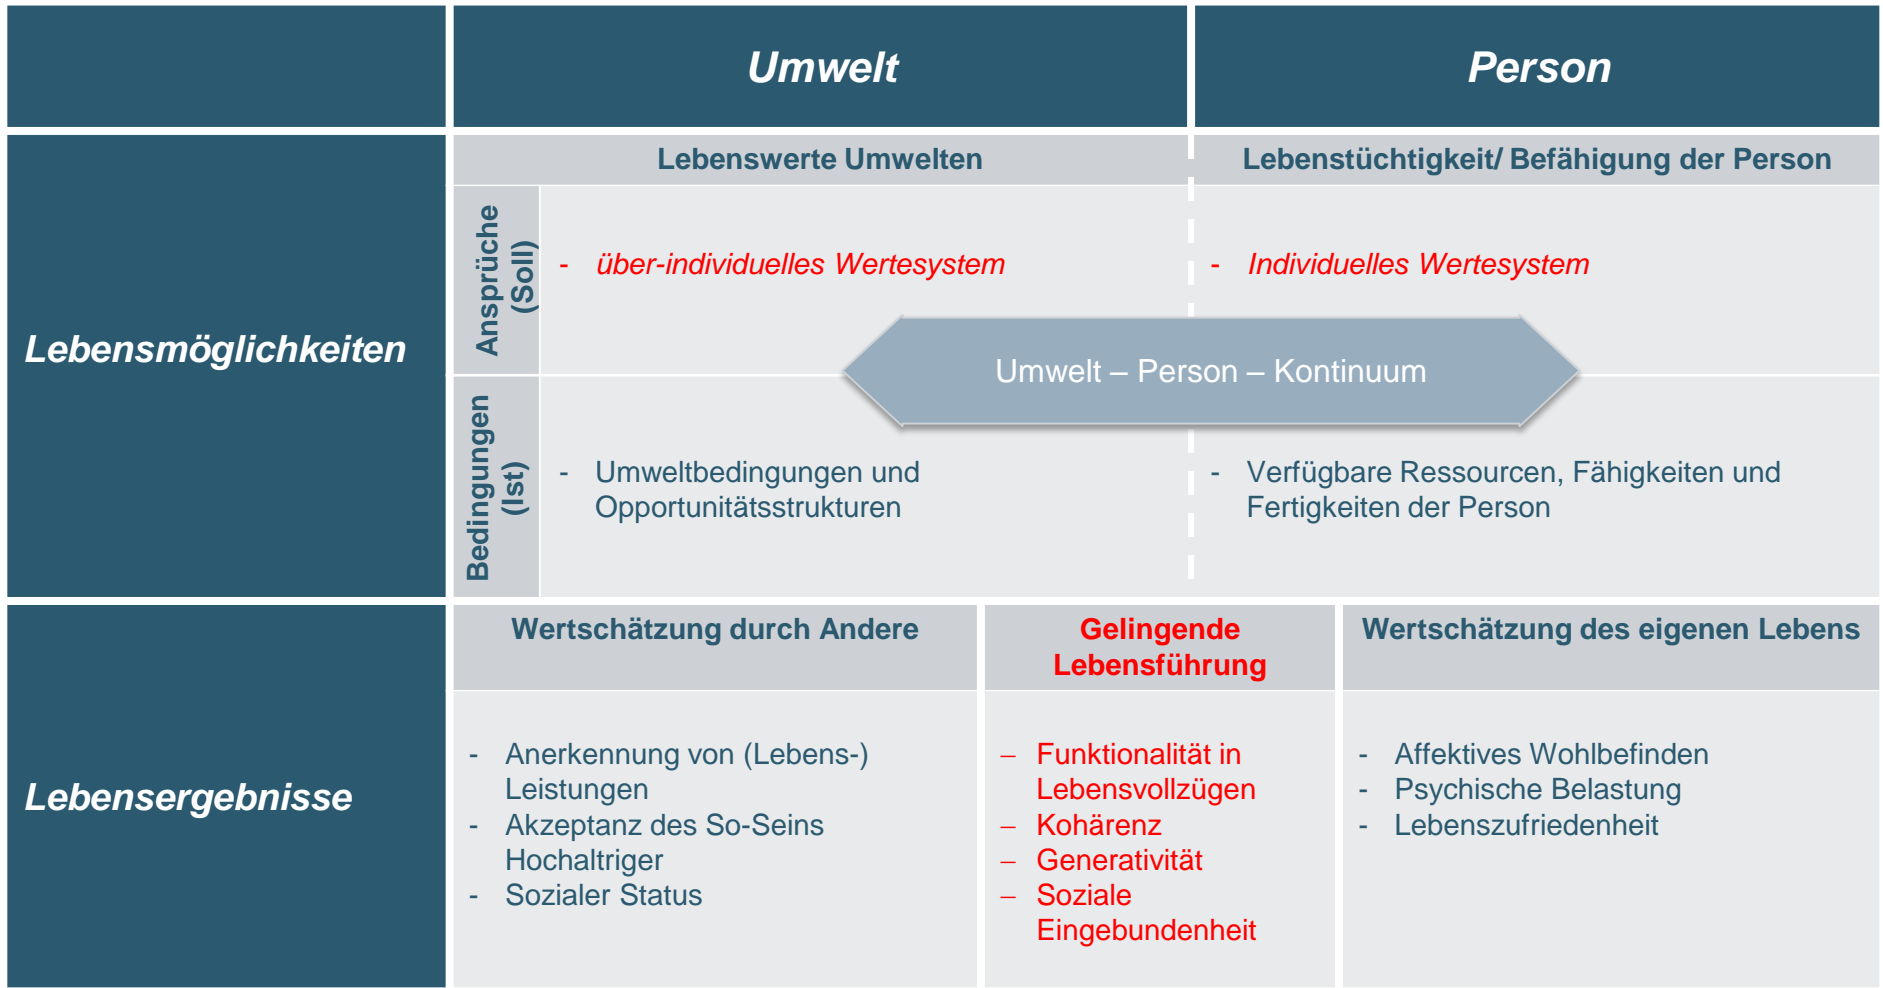 Umwelt
Person
Lebensmöglichkeiten
Lebenswerte Umwelten
Lebenstüchtigkeit/ Befähigung der Person
Ansprüche
(Soll)
- über-individuelles Wertesystem
- Individuelles Wertesystem
Umwelt – Person – Kontinuum
Bedingungen
(Ist)
- Umweltbedingungen und
Opportunitätsstrukturen
- Verfügbare Ressourcen, Fähigkeiten und
Fertigkeiten der Person
Lebensergebnisse
Wertschätzung durch Andere
- Anerkennung von (Lebens-)
Leistungen
- Akzeptanz des So-Seins
Hochaltriger
- Sozialer Status
Gelingende
Lebensführung
– Funktionalität in
Lebensvollzügen
– Kohärenz
– Generativität
– Soziale
Eingebundenheit
Wertschätzung des eigenen Lebens
- Affektives Wohlbefinden
- Psychische Belastung
- Lebenszufriedenheit